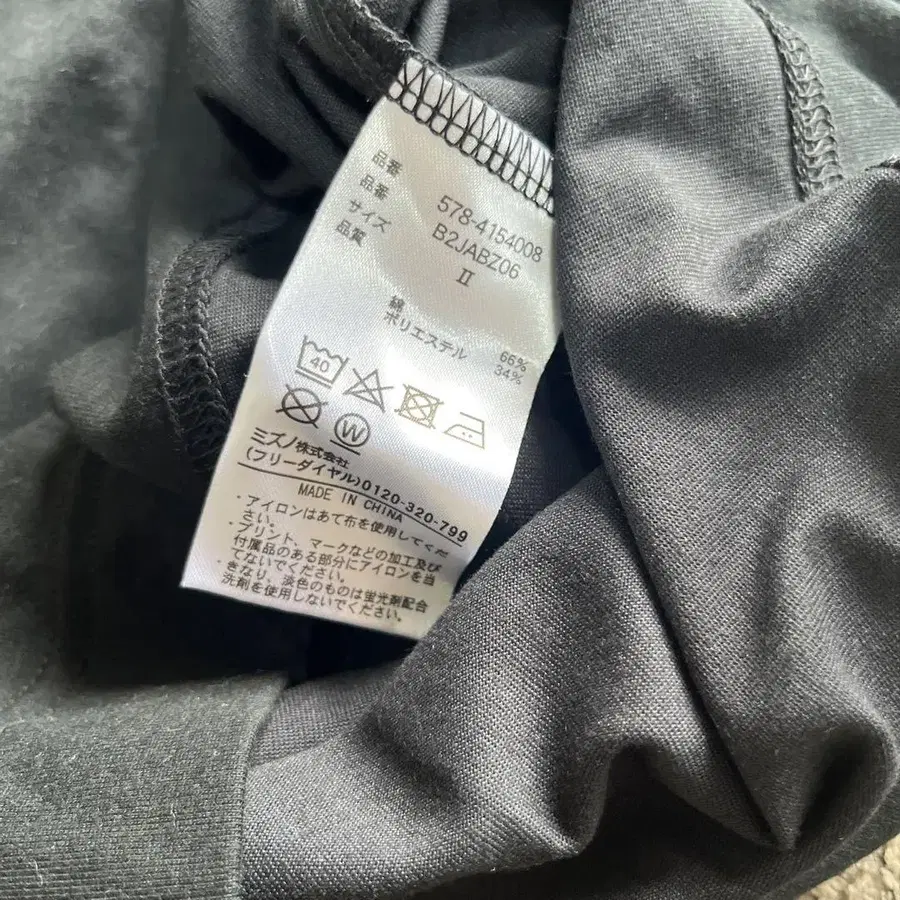 品番 578-4154008
品番 B2JABZ06
サイズ II
品質
綿 66%
ポリエステル 34%
40
W
ミズノ株式会社
(フリーダイヤル)0120-320-799
MADE IN CHINA
・アイロンはあて布を使用してくだ
さい。
・プリント、マークなどの加工及び
付属品のある部分にアイロンを当
てないでください。
・きなり、淡色のものは蛍光剤配合
洗剤を使用しないでください。